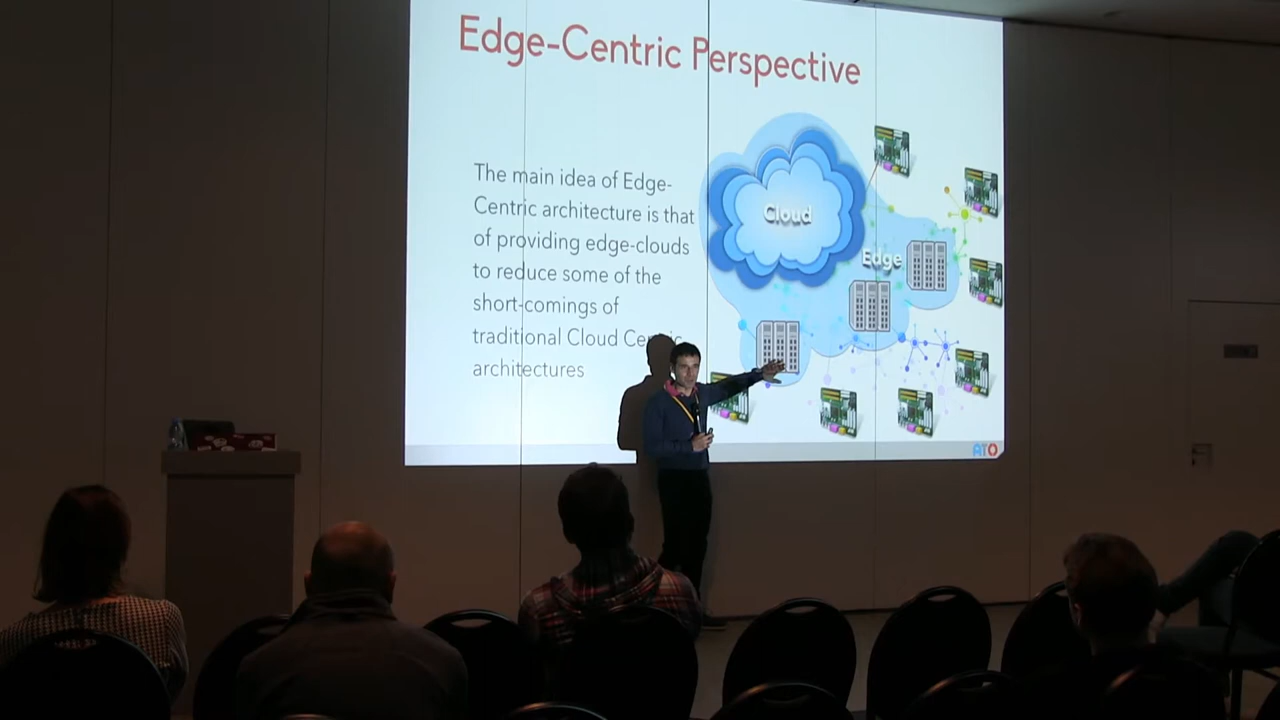 Edge-Centric Perspective
The main idea of Edge-
Centric architecture is that
of providing edge-clouds
to reduce some of the
short-comings of
traditional Cloud Centric
architectures
Cloud
Edge
ATO